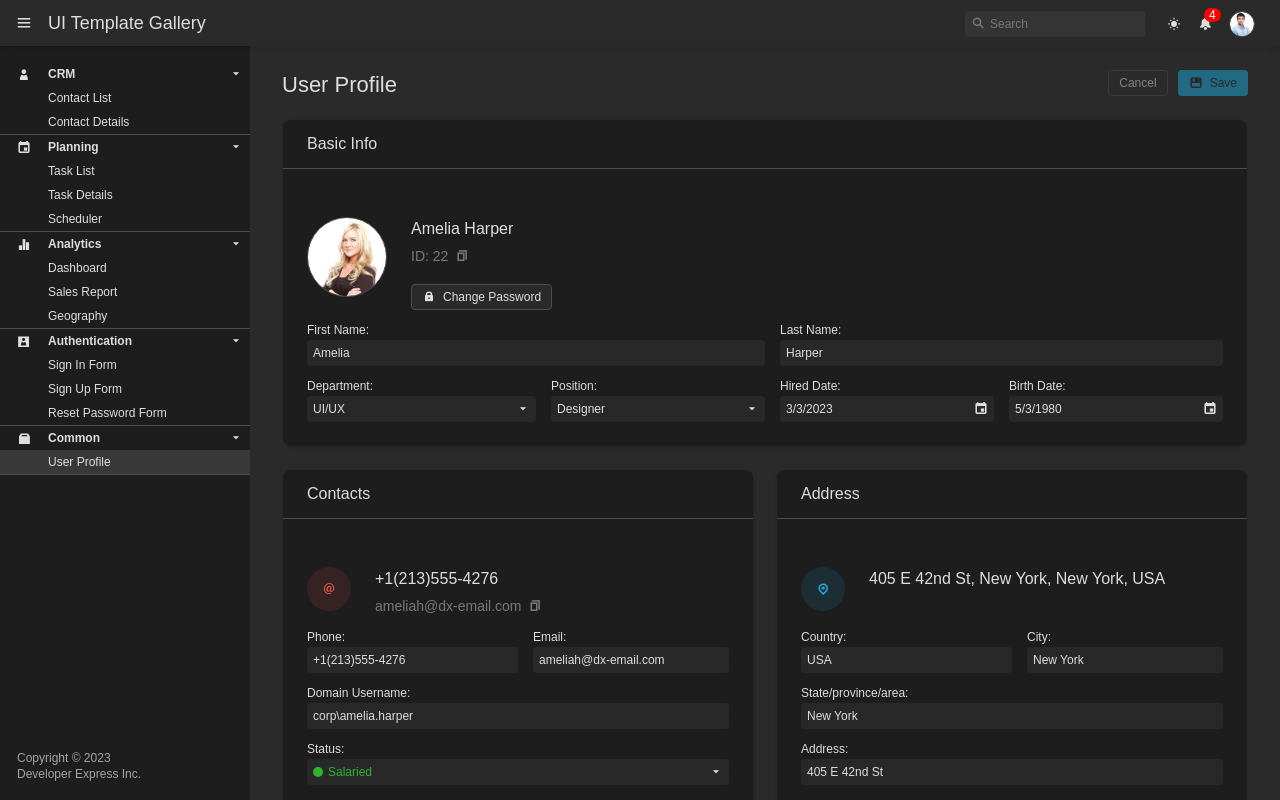 UI Template Gallery
Search
4
CRM
Contact List
Contact Details
Planning
Task List
Task Details
Scheduler
Analytics
Dashboard
Sales Report
Geography
Authentication
Sign In Form
Sign Up Form
Reset Password Form
Common
User Profile
Copyright © 2023
Developer Express Inc.
User Profile
Cancel
Save
Basic Info
Amelia Harper
ID: 22
Change Password
First Name:
Amelia
Last Name:
Harper
Department:
UI/UX
Position:
Designer
Hired Date:
3/3/2023
Birth Date:
5/3/1980
Contacts
+1(213)555-4276
ameliah@dx-email.com
Phone:
+1(213)555-4276
Email:
ameliah@dx-email.com
Domain Username:
corp\amelia.harper
Status:
Salaried
Address
405 E 42nd St, New York, New York, USA
Country:
USA
City:
New York
State/province/area:
New York
Address:
405 E 42nd St